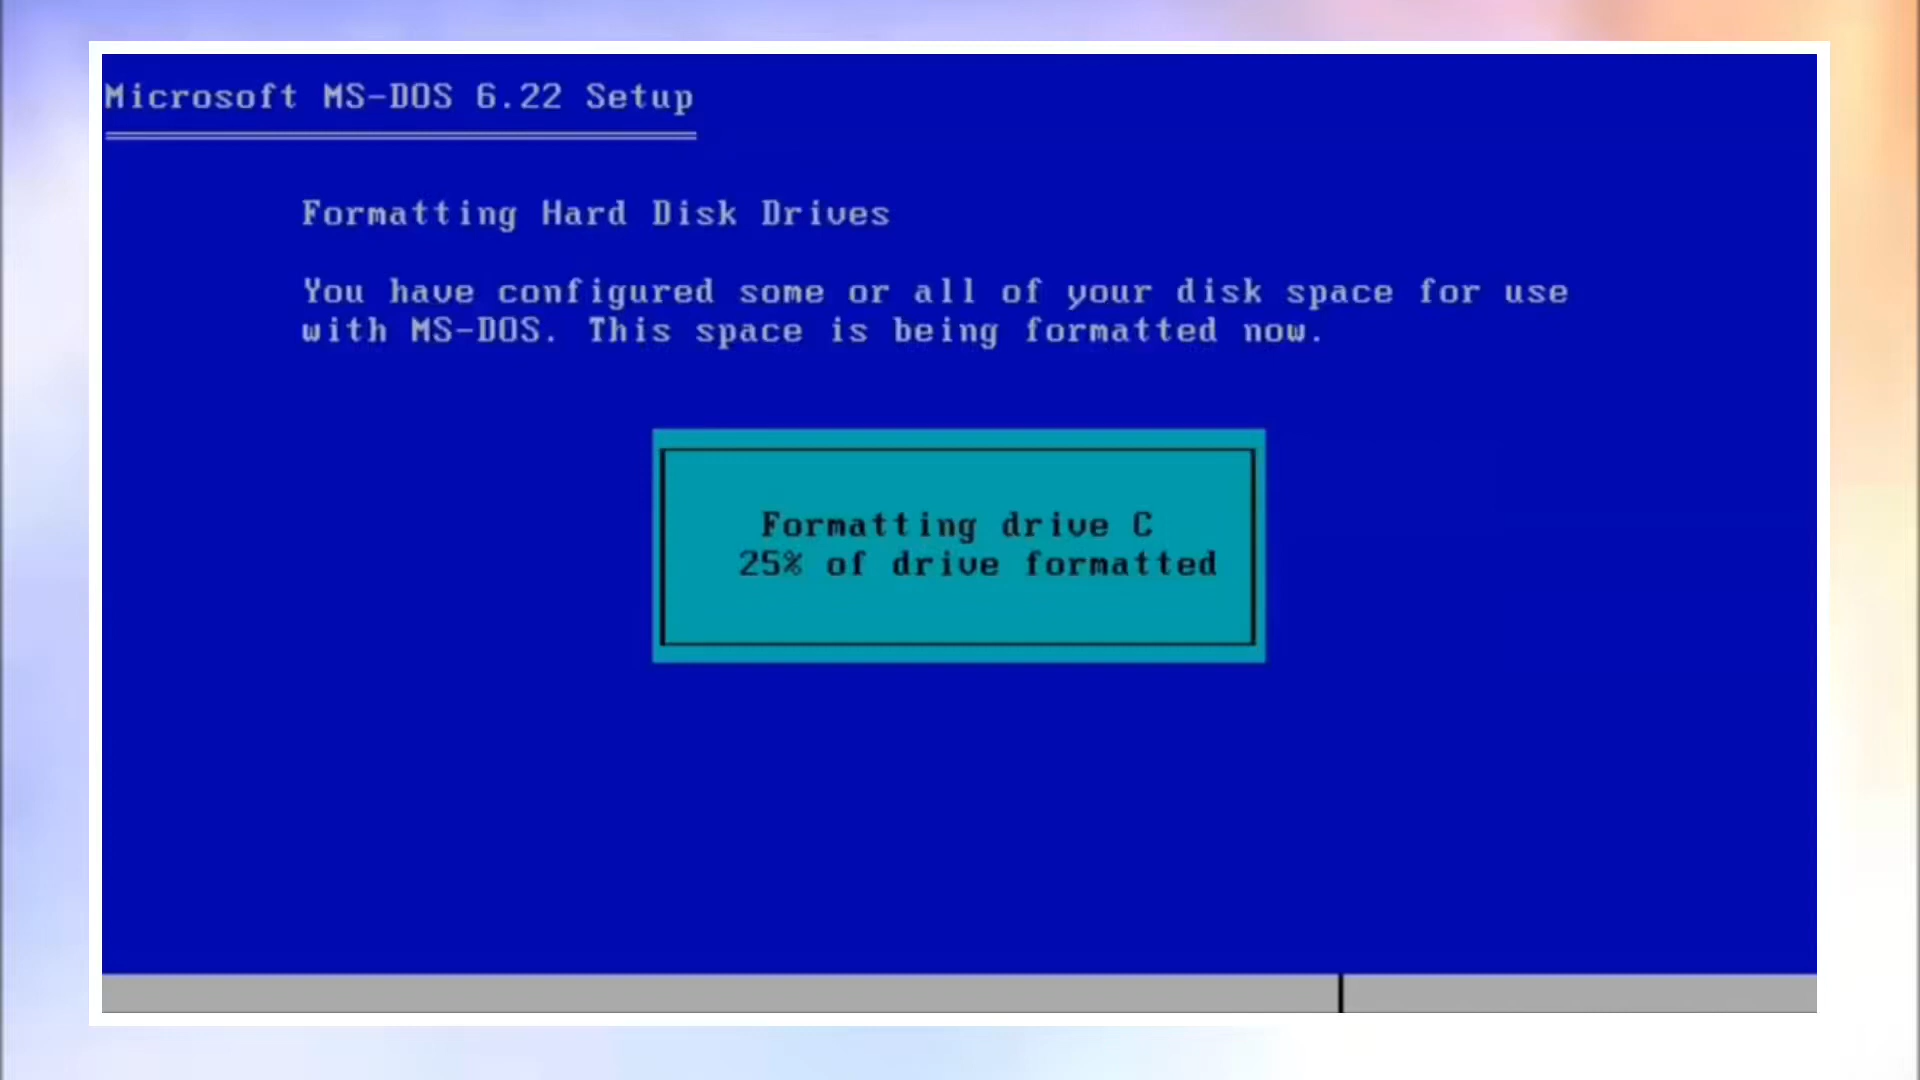 Microsoft MS-DOS 6.22 Setup
Formatting Hard Disk Drives
You have configured some or all of your disk space for use
with MS-DOS. This space is being formatted now.
Formatting drive C
25% of drive formatted